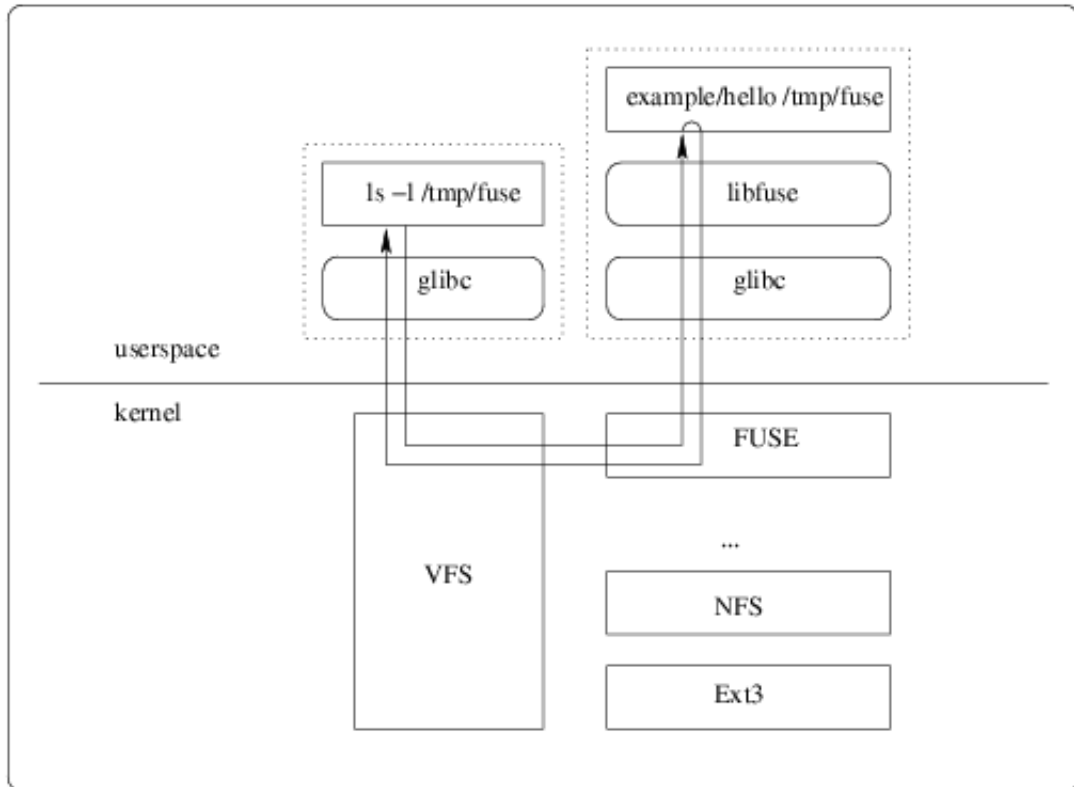 example/hello /tmp/fuse
ls –l /tmp/fuse
libfuse
glibc
glibc
userspace
kernel
FUSE
...
VFS
NFS
Ext3